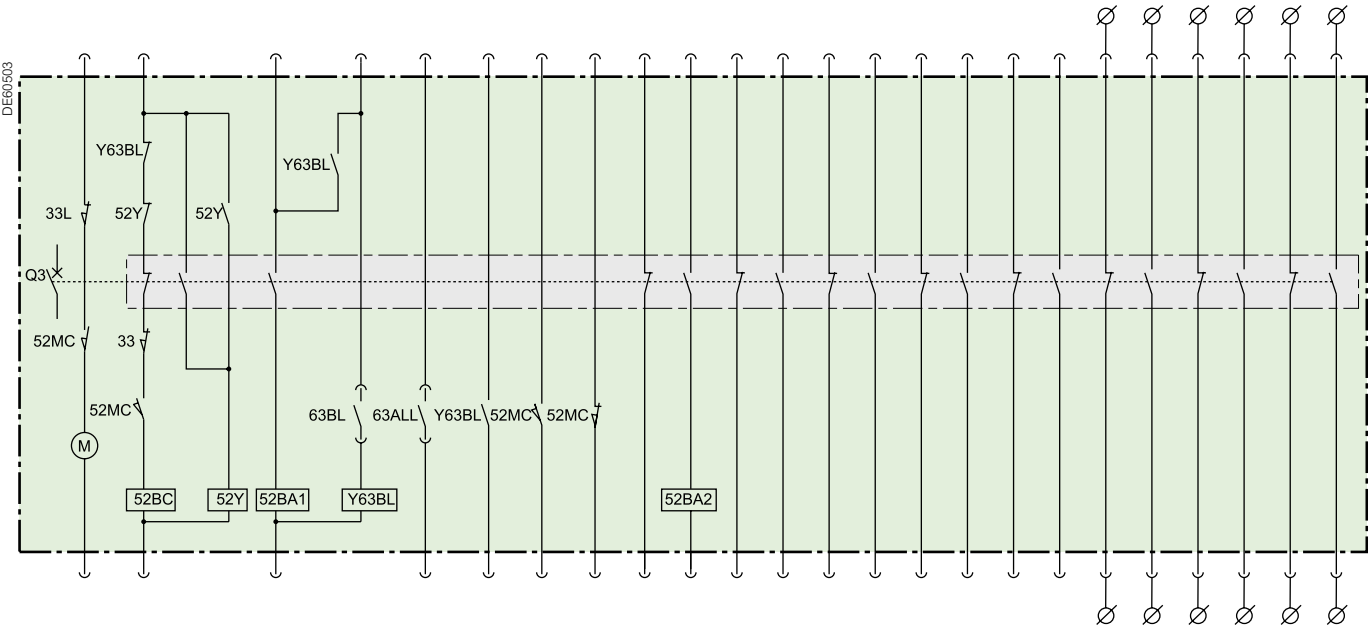 DE60503
Y63BL
Y63BL
33L
52Y
52Y
Q3
52MC
33
52MC
63BL
63ALL
Y63BL
52MC
52MC
M
52BC
52Y
52BA1
Y63BL
52BA2